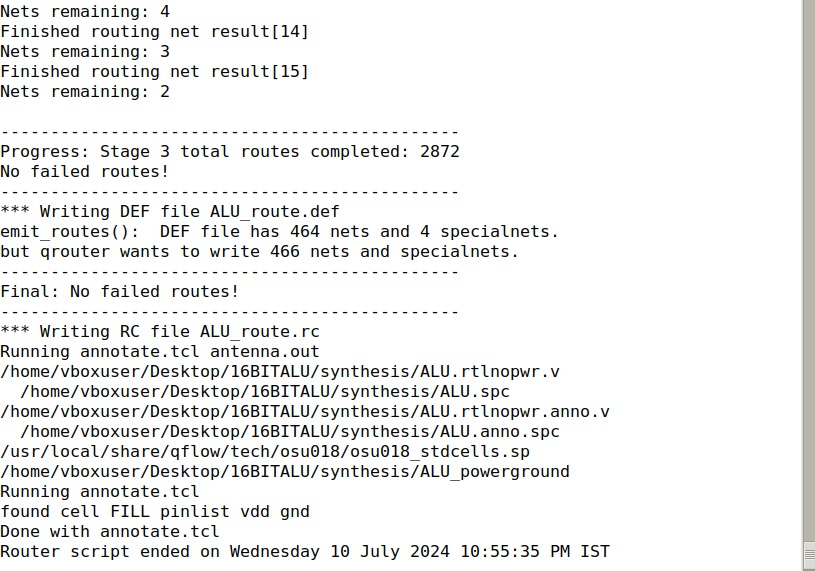 Nets remaining: 4
Finished routing net result[14]
Nets remaining: 3
Finished routing net result[15]
Nets remaining: 2
----------------------------------------------
Progress: Stage 3 total routes completed: 2872
No failed routes!
----------------------------------------------
*** Writing DEF file ALU_route.def
emit_routes():  DEF file has 464 nets and 4 specialnets.
but qrouter wants to write 466 nets and specialnets.
----------------------------------------------
Final: No failed routes!
----------------------------------------------
*** Writing RC file ALU_route.rc
Running annotate.tcl antenna.out
/home/vboxuser/Desktop/16BITALU/synthesis/ALU.rtlnopwr.v
  /home/vboxuser/Desktop/16BITALU/synthesis/ALU.spc
/home/vboxuser/Desktop/16BITALU/synthesis/ALU.rtlnopwr.anno.v
  /home/vboxuser/Desktop/16BITALU/synthesis/ALU.anno.spc
/usr/local/share/qflow/tech/osu018/osu018_stdcells.sp
/home/vboxuser/Desktop/16BITALU/synthesis/ALU_powerground
Running annotate.tcl
found cell FILL pinlist vdd gnd
Done with annotate.tcl
Router script ended on Wednesday 10 July 2024 10:55:35 PM IST